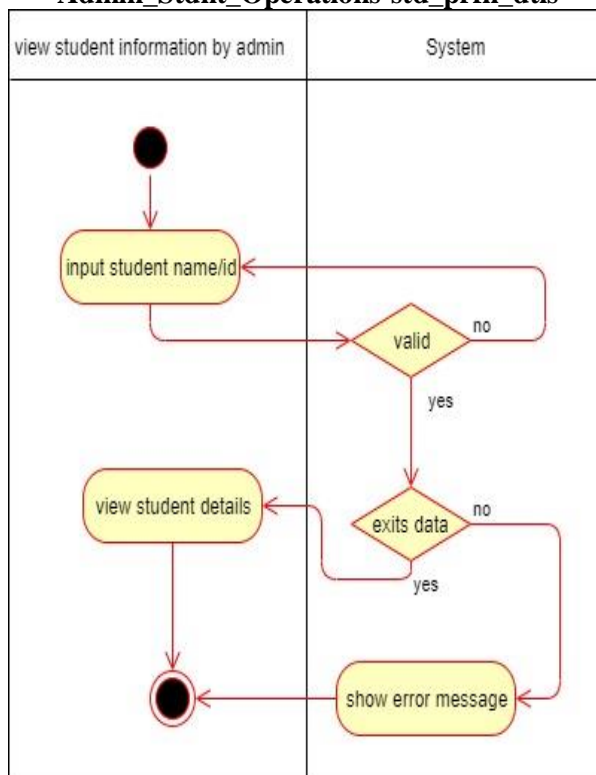 view student information by admin
System
input student name/id
valid
no
yes
view student details
exits data
no
yes
show error message